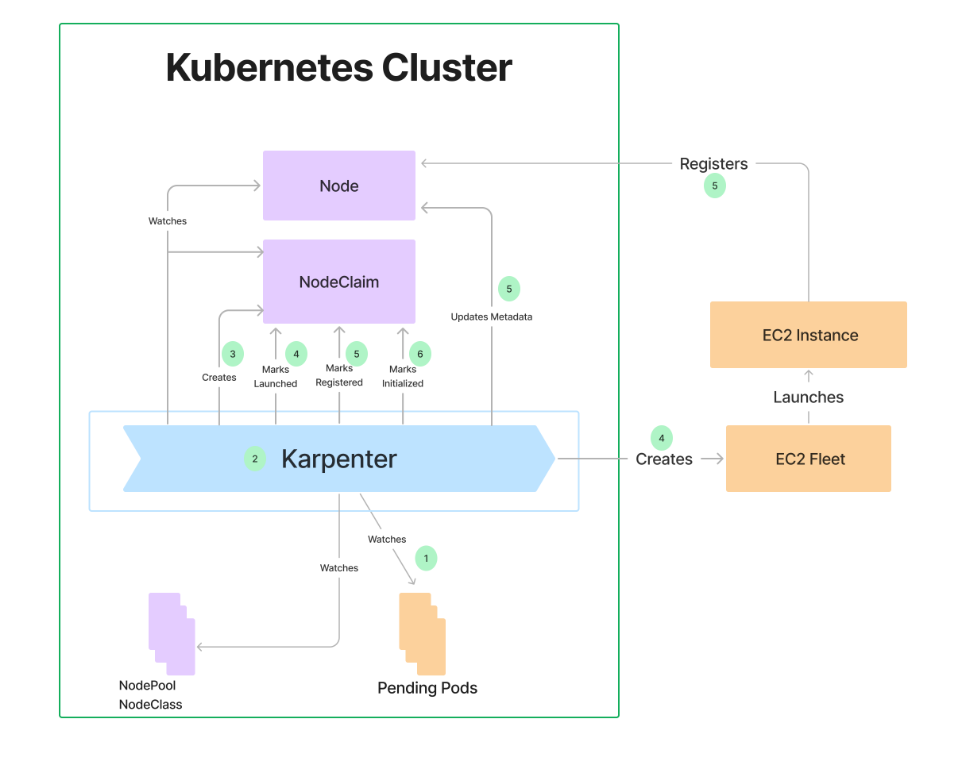 Kubernetes Cluster
Node
Registers
5
Watches
NodeClaim
5
Updates Metadata
EC2 Instance
3
Creates
4
Marks
Launched
5
Marks
Registered
6
Marks
Initialized
Launches
2
Karpenter
4
Creates
EC2 Fleet
Watches
1
Watches
NodePool
NodeClass
Pending Pods